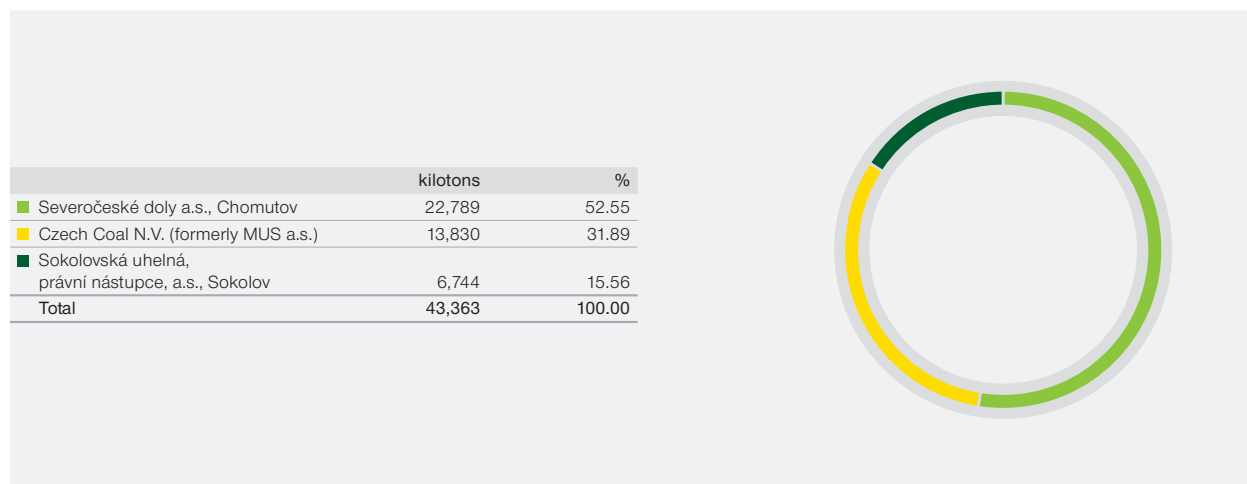 kilotons %
Severočeské doly a.s., Chomutov 22,789 52.55
Czech Coal N.V. (formerly MUS a.s.) 13,830 31.89
Sokolovská uhelná,
právní nástupce, a.s., Sokolov 6,744 15.56
Total 43,363 100.00